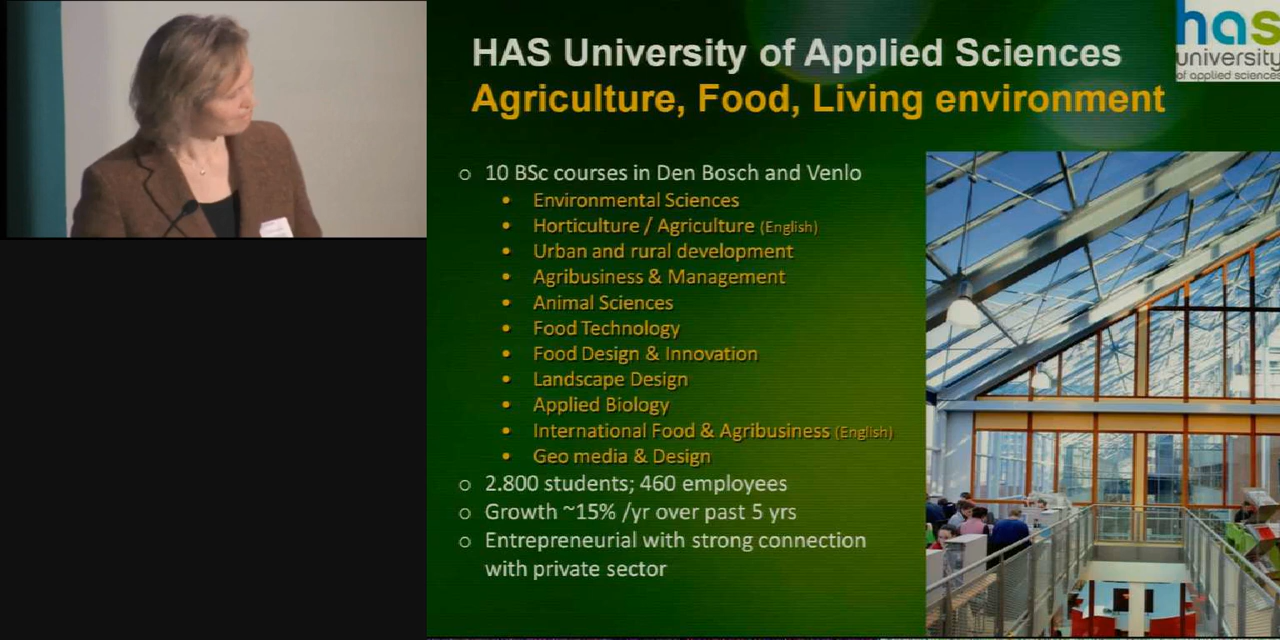 has
university
of applied sciences
HAS University of Applied Sciences
Agriculture, Food, Living environment
o 10 BSc courses in Den Bosch and Venlo
• Environmental Sciences
• Horticulture / Agriculture (English)
• Urban and rural development
• Agribusiness & Management
• Animal Sciences
• Food Technology
• Food Design & Innovation
• Landscape Design
• Applied Biology
• International Food & Agribusiness (English)
• Geo media & Design
o 2.800 students; 460 employees
o Growth ~15% /yr over past 5 yrs
o Entrepreneurial with strong connection
with private sector